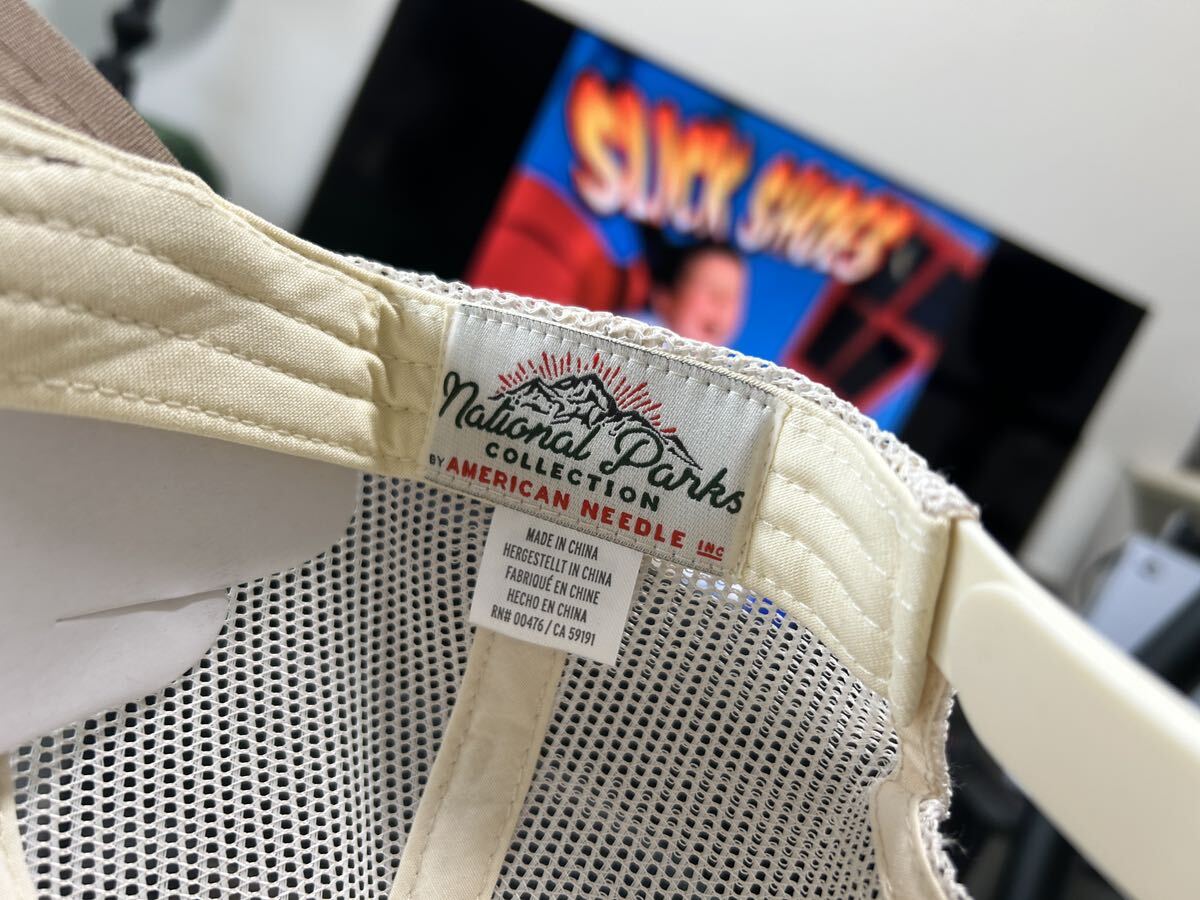 SLICK SHOES
National Parks
COLLECTION
BY AMERICAN NEEDLE INC
MADE IN CHINA
HERGESTELLT IN CHINA
FABRIQUÉ EN CHINE
HECHO EN CHINA
RN# 00476 / CA 59191